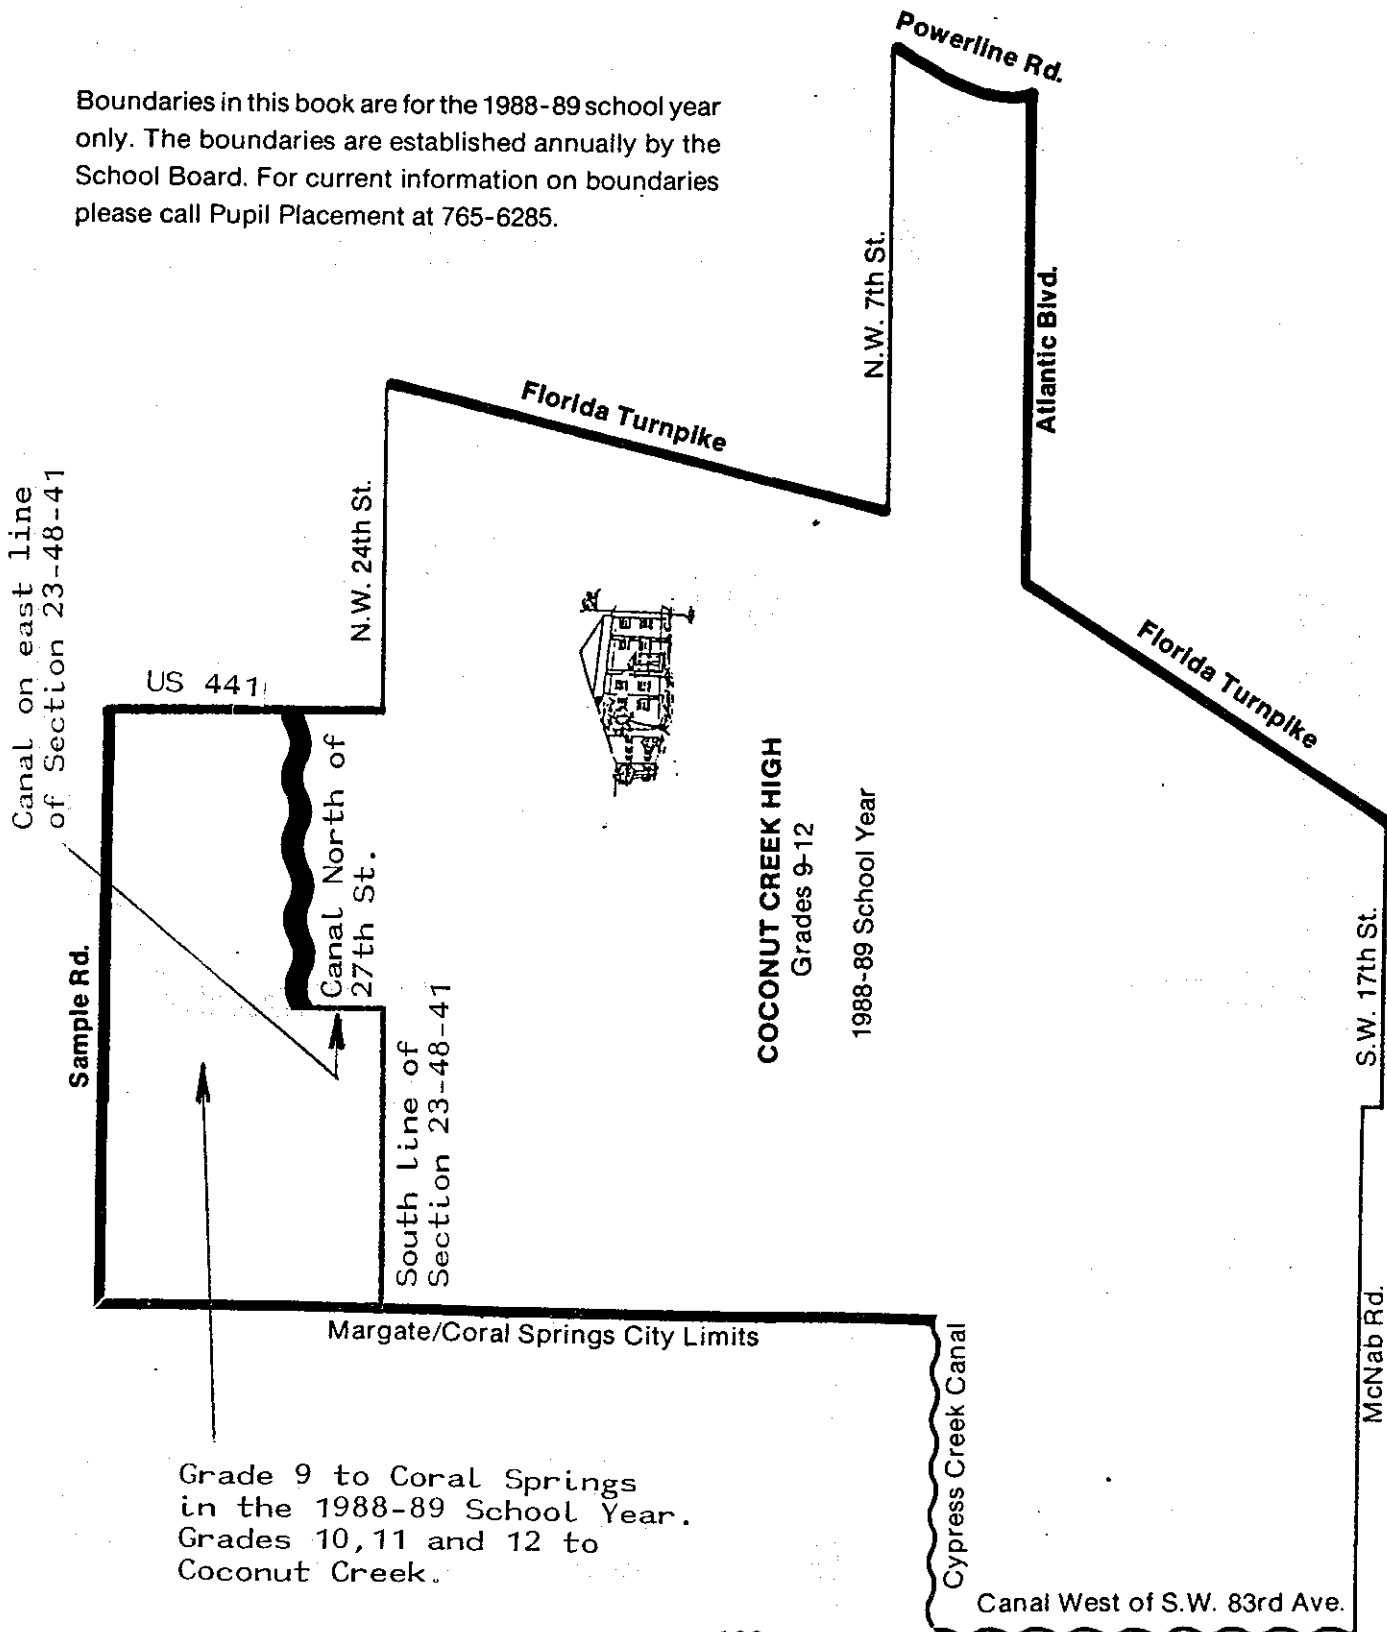 Powerline Rd.
Boundaries in this book are for the 1988-89 school year
only. The boundaries are established annually by the
School Board. For current information on boundaries
please call Pupil Placement at 765-6285.
N.W. 7th St.
Atlantic Blvd.
Florida Turnpike
Canal on east line
of Section 23-48-41
N.W. 24th St.
US 441
Florida Turnpike
Canal North of
27th St.
COCONUT CREEK HIGH
Grades 9-12
1988-89 School Year
Sample Rd.
S.W. 17th St.
South line of
Section 23-48-41
Margate/Coral Springs City Limits
Cypress Creek Canal
McNab Rd.
Grade 9 to Coral Springs
in the 1988-89 School Year.
Grades 10,11 and 12 to
Coconut Creek.
Canal West of S.W. 83rd Ave.